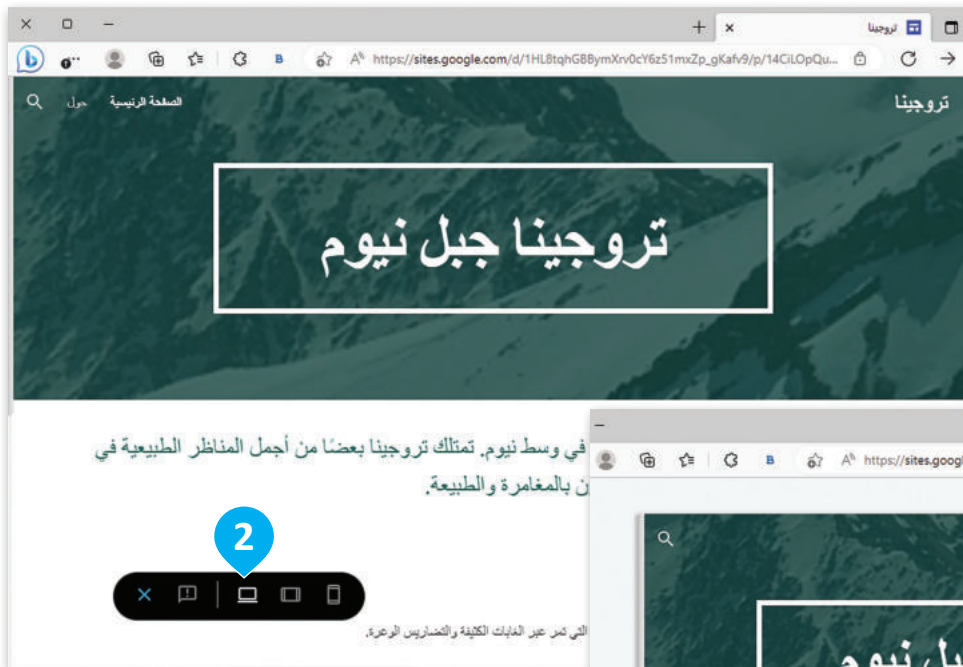 تروجينا
https://sites.google.com/d/1HL8tqhGBBymXrv0cY6z51mxZp_gKafv9/p/14CiLOpQu...
تروجينا
الصفحة الرئيسية
حول
تروجينا جبل نيوم
في وسط نيوم. تمتلك تروجينا بعضًا من أجمل المناظر الطبيعية في
ن بالمغامرة والطبيعة.
2
التي تمر عبر الغابات الكثيفة والتضاريس الوعرة.
https://sites.googl
بل نيوم